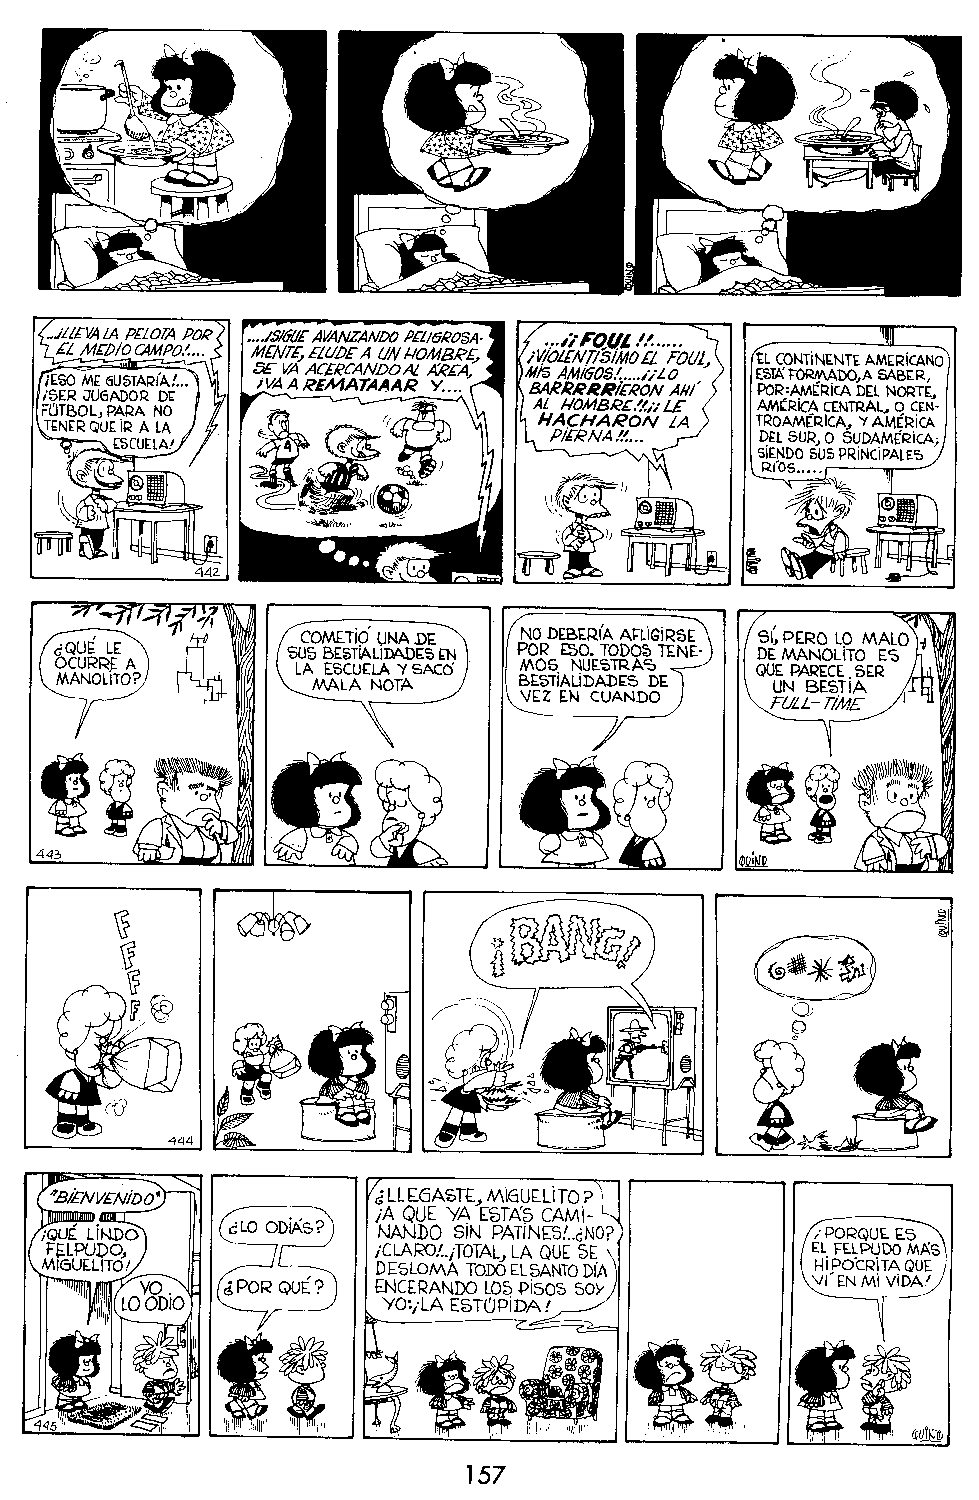 QUINO
...¡LLEVA LA PELOTA POR
EL MEDIO CAMPO!....
¡ESO ME GUSTARÍA!...
¡SER JUGADOR DE
FÚTBOL, PARA NO
TENER QUE IR A LA
ESCUELA!
442
....¡SIGUE AVANZANDO PELIGROSA-
MENTE, ELUDE A UN HOMBRE,
SE VA ACERCANDO AL ÁREA,
¡VA A REMATAAAR Y....
4
...¡¡FOUL!!......
¡VIOLENTÍSIMO EL FOUL,
MIS AMIGOS!.....¡¡LO
BARRRRRIERON AHÍ
AL HOMBRE!!¡¡LE
HACHARON LA
PIERNA!!...
EL CONTINENTE AMERICANO
ESTÁ FORMADO, A SABER,
POR: AMÉRICA DEL NORTE,
AMÉRICA CENTRAL, O CEN-
TROAMÉRICA, Y AMÉRICA
DEL SUR, O SUDAMÉRICA;
SIENDO SUS PRINCIPALES
RÍOS.....
QUINO
¿QUÉ LE
OCURRE A
MANOLITO?
443
COMETIÓ UNA DE
SUS BESTIALIDADES EN
LA ESCUELA Y SACÓ
MALA NOTA
NO DEBERÍA AFLIGIRSE
POR ESO. TODOS TENE-
MOS NUESTRAS
BESTIALIDADES DE
VEZ EN CUANDO
SÍ, PERO LO MALO
DE MANOLITO ES
QUE PARECE SER
UN BESTIA
FULL-TIME
QUINO
F
F
F
F
F
F
444
¡BANG!
QUINO
"BIENVENIDO"
¡QUÉ LINDO
FELPUDO,
MIGUELITO!
YO
LO ODIO
445
¿LO ODIÁS?
¿POR QUÉ?
¿LLEGASTE, MIGUELITO?
¡A QUE YA ESTÁS CAMI-
NANDO SIN PATINES!..¿NO?
¡CLARO!..¡TOTAL, LA QUE SE
DESLOMA TODO EL SANTO DÍA
ENCERANDO LOS PISOS SOY
YO:¡LA ESTÚPIDA!
¡PORQUE ES
EL FELPUDO MÁS
HIPÓCRITA QUE
VÍ EN MI VIDA!
QUINO
157